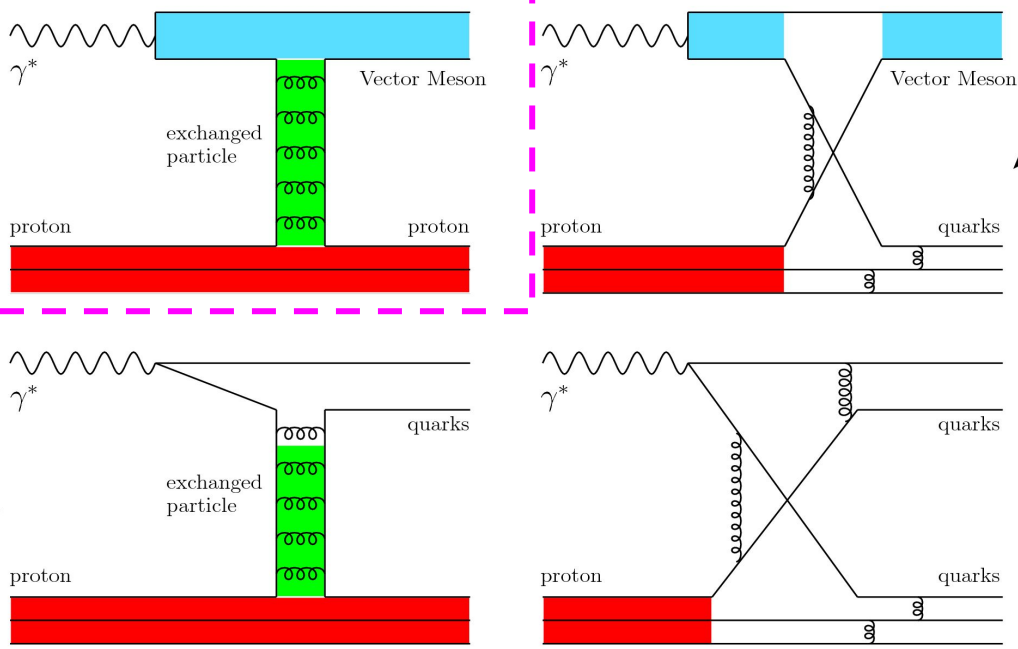 γ*
Vector Meson
exchanged
particle
proton
proton
γ*
Vector Meson
proton
quarks
γ*
quarks
exchanged
particle
proton
γ*
quarks
proton
quarks